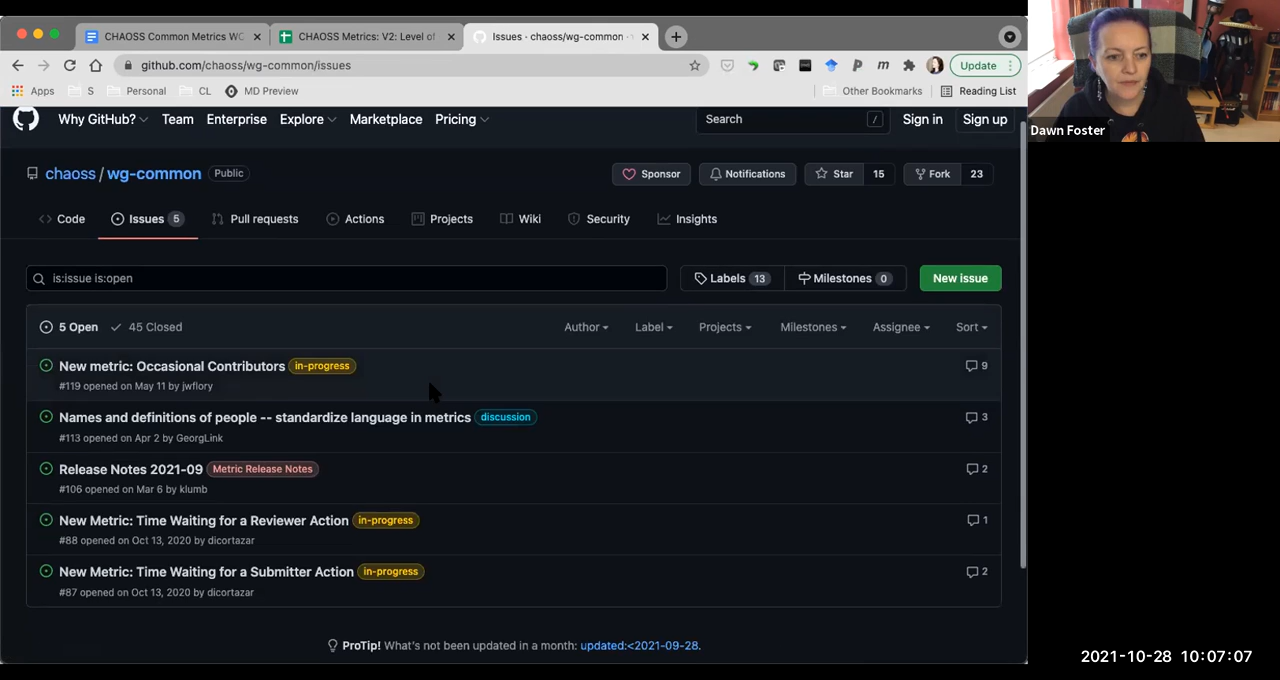 CHAOSS Common Metrics WG
CHAOSS Metrics: V2: Level of
Issues · chaoss/wg-common ·
github.com/chaoss/wg-common/issues
Update
Apps
S
Personal
CL
MD Preview
Other Bookmarks
Reading List
Why GitHub?
Team
Enterprise
Explore
Marketplace
Pricing
Search
/
Sign in
Sign up
Dawn Foster
chaoss / wg-common
Public
Sponsor
Notifications
Star
15
Fork
23
Code
Issues 5
Pull requests
Actions
Projects
Wiki
Security
Insights
is:issue is:open
Labels 13
Milestones 0
New issue
5 Open
45 Closed
Author
Label
Projects
Milestones
Assignee
Sort
New metric: Occasional Contributors in-progress
9
#119 opened on May 11 by jwflory
Names and definitions of people -- standardize language in metrics discussion
3
#113 opened on Apr 2 by GeorgLink
Release Notes 2021-09 Metric Release Notes
2
#106 opened on Mar 6 by klumb
New Metric: Time Waiting for a Reviewer Action in-progress
1
#88 opened on Oct 13, 2020 by dicortazar
New Metric: Time Waiting for a Submitter Action in-progress
2
#87 opened on Oct 13, 2020 by dicortazar
ProTip! What's not been updated in a month: updated:<2021-09-28.
2021-10-28 10:07:07